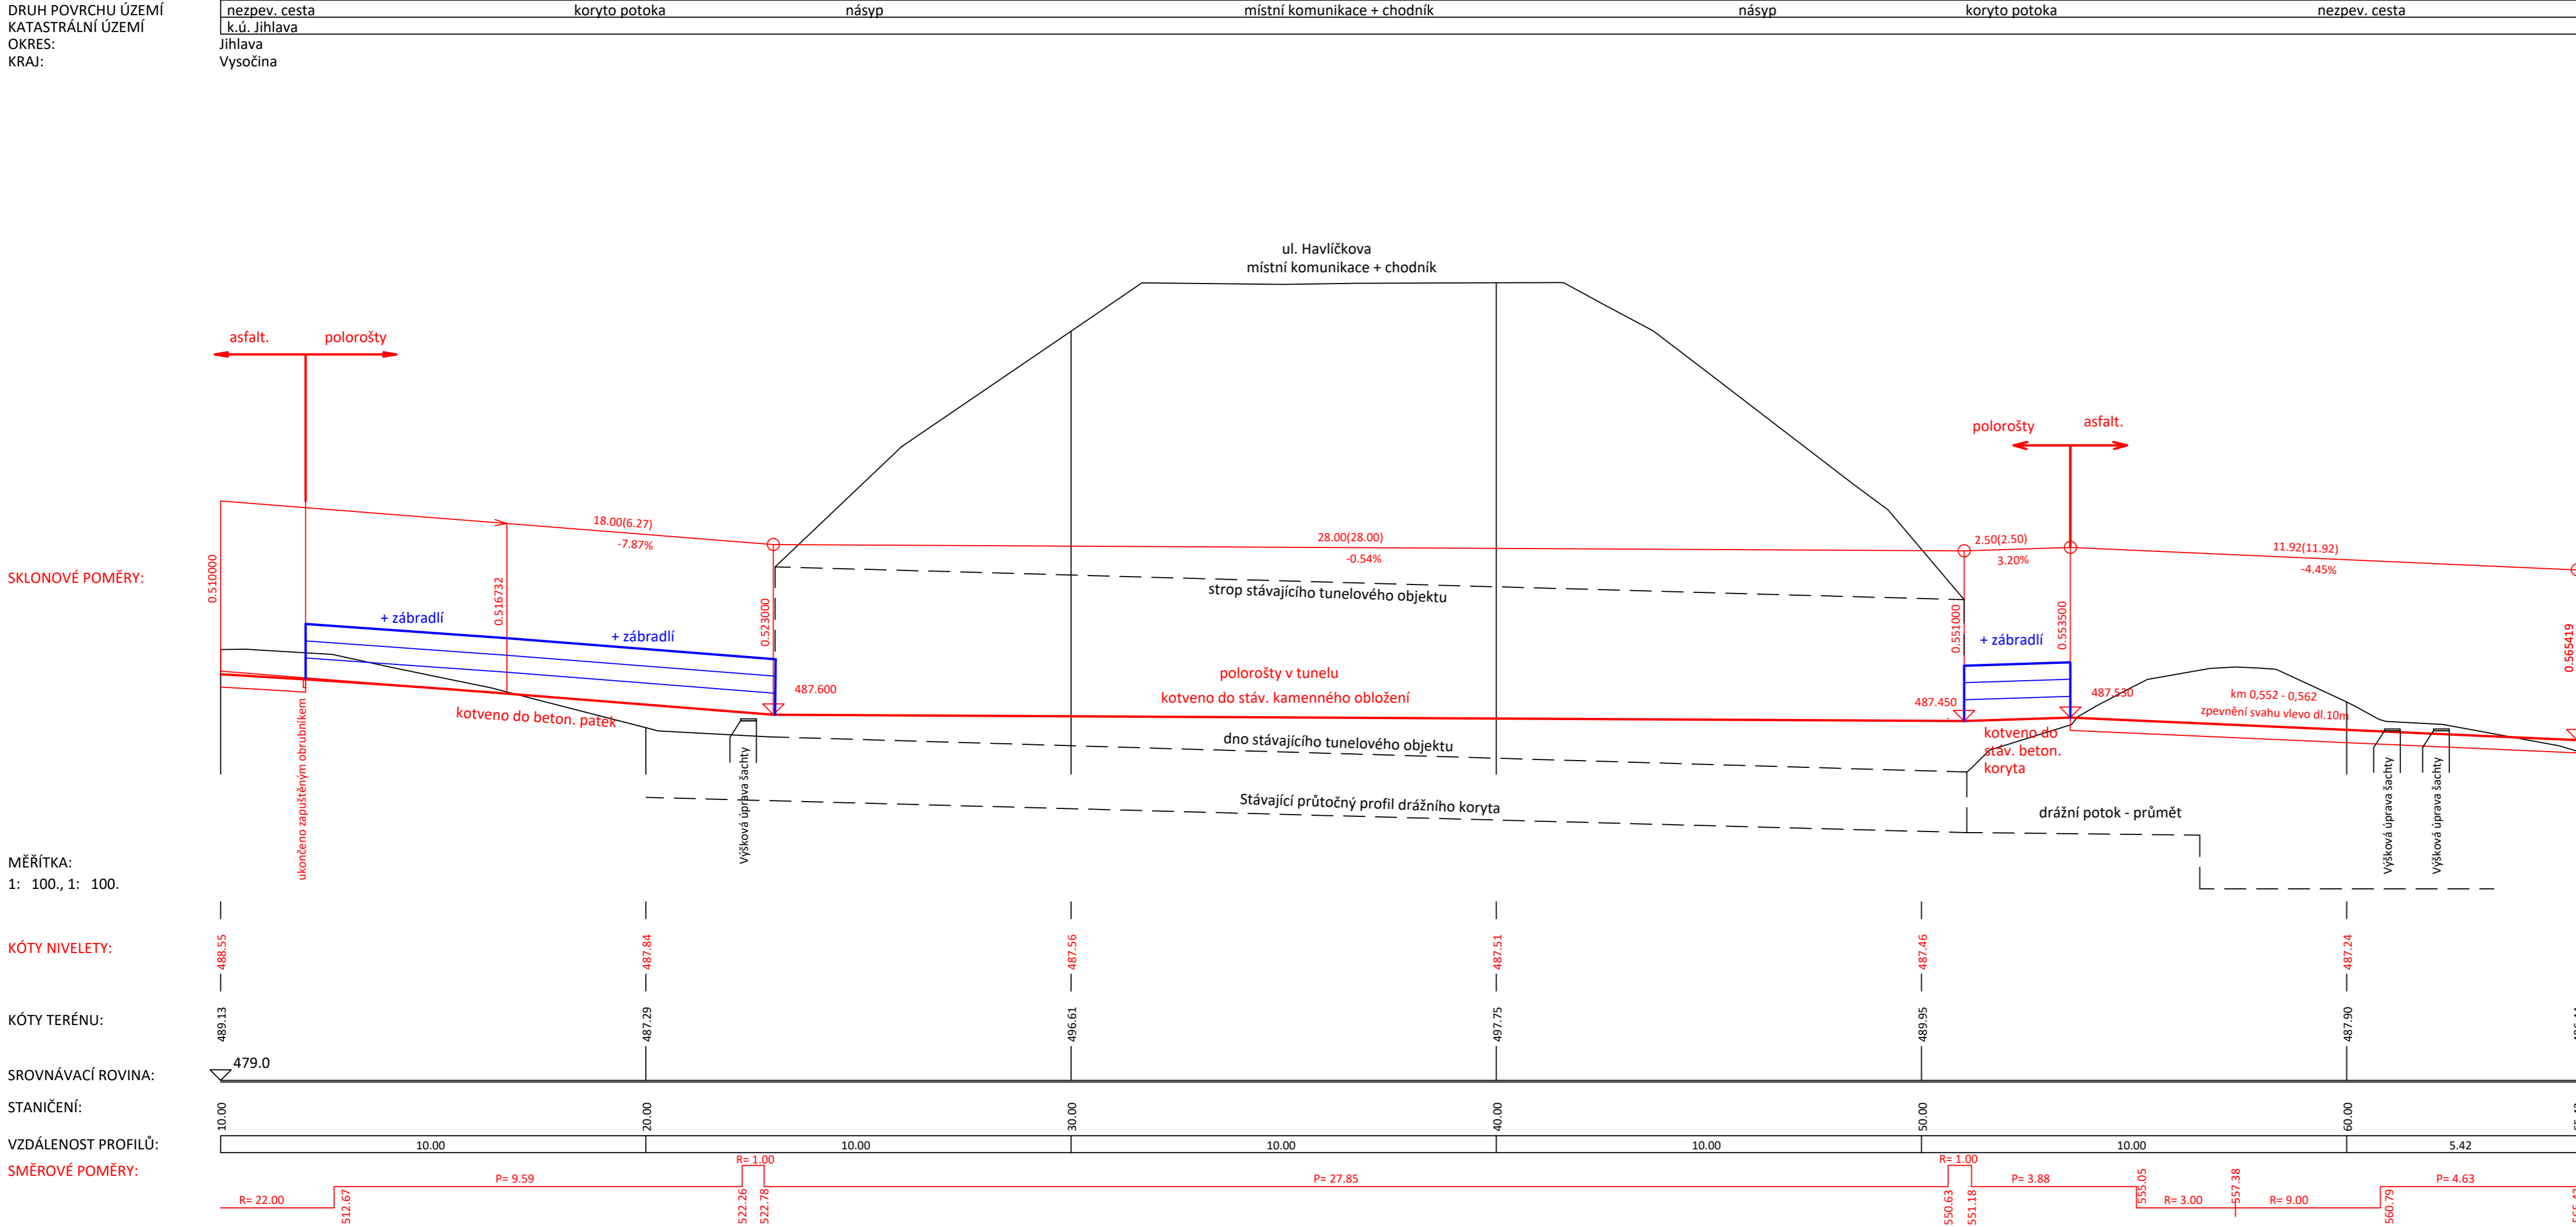 DRUH POVRCHU ÚZEMÍ nezpev. cesta koryto potoka násyp místní komunikace + chodník násyp koryto potoka nezpev. cesta
KATASTRÁLNÍ ÚZEMÍ k.ú. Jihlava
OKRES: Jihlava
KRAJ: Vysočina
ul. Havlíčkova
místní komunikace + chodník
asfalt. polorošty
polorošty asfalt.
18.00(6.27)
-7.87%
28.00(28.00)
-0.54%
2.50(2.50)
3.20%
11.92(11.92)
-4.45%
SKLONOVÉ POMĚRY:
0.510000
0.516732
0.523000
0.551000
0.553500
0.565419
strop stávajícího tunelového objektu
+ zábradlí
+ zábradlí
+ zábradlí
polorošty v tunelu
kotveno do stáv. kamenného obložení
487.600
487.450
487.530
km 0,552 - 0,562
zpevnění svahu vlevo dl.10m
kotveno do beton. patek
dno stávajícího tunelového objektu
kotveno do
stáv. beton.
koryta
ukončeno zapuštěným obrubníkem
Výšková úprava šachty
Výšková úprava šachty
Výšková úprava šachty
Stávající průtočný profil drážního koryta
drážní potok - průmět
MĚŘÍTKA:
1: 100., 1: 100.
KÓTY NIVELETY: 488.55 487.84 487.56 487.51 487.46 487.24
KÓTY TERÉNU: 489.13 487.29 496.61 497.75 489.95 487.90
479.0
SROVNÁVACÍ ROVINA:
STANIČENÍ: 10.00 20.00 30.00 40.00 50.00 60.00
VZDÁLENOST PROFILŮ: 10.00 10.00 10.00 10.00 10.00 5.42
SMĚROVÉ POMĚRY:
R= 22.00 512.67 P= 9.59 522.26 R= 1.00 522.78 P= 27.85 550.63 R= 1.00 551.18 P= 3.88 555.05 R= 3.00 557.38 R= 9.00 560.79 P= 4.63